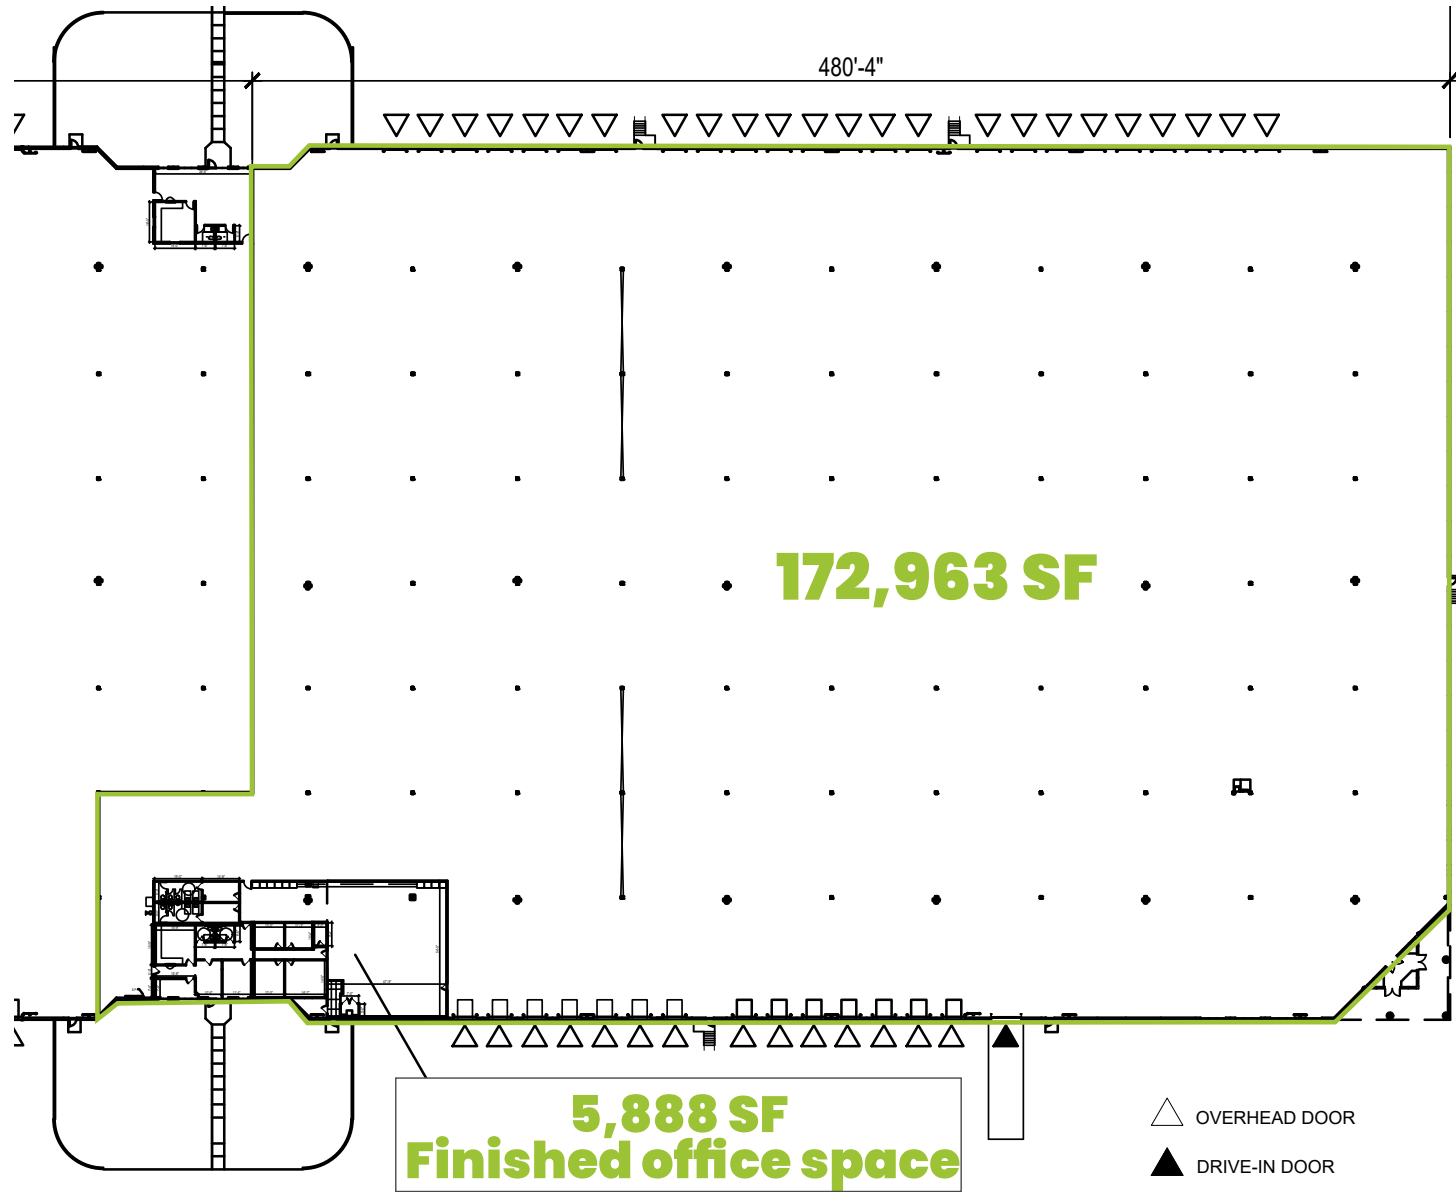 480'-4"
172,963 SF
5,888 SF
Finished office space
OVERHEAD DOOR
DRIVE-IN DOOR